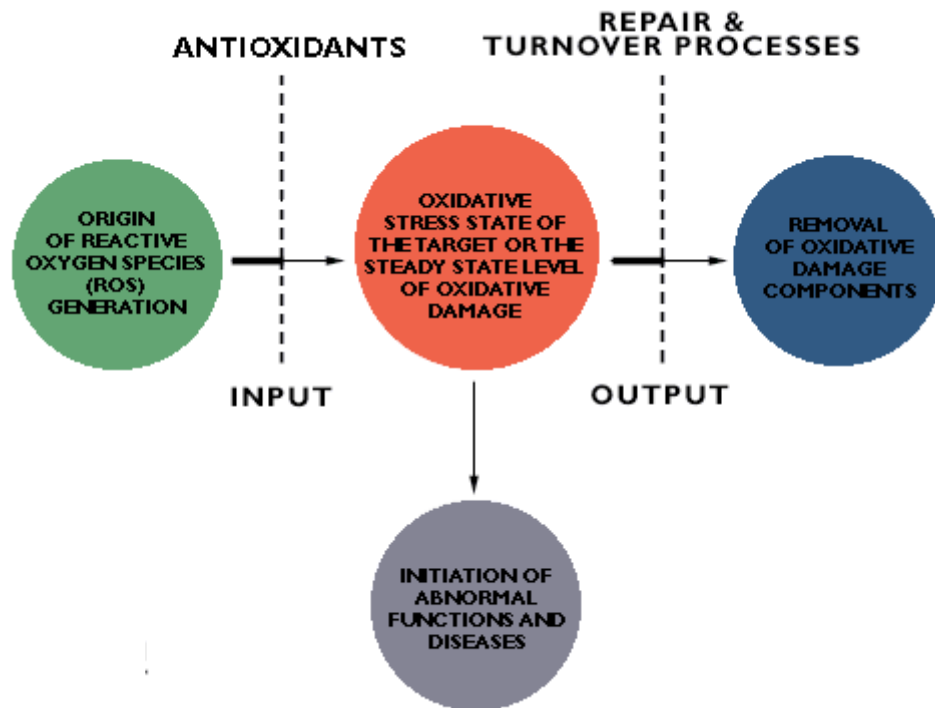 ANTIOXIDANTS
REPAIR &
TURNOVER PROCESSES
ORIGIN
OF REACTIVE
OXYGEN SPECIES
(ROS)
GENERATION
OXIDATIVE
STRESS STATE OF
THE TARGET OR THE
STEADY STATE LEVEL
OF OXIDATIVE
DAMAGE
REMOVAL
OF OXIDATIVE
DAMAGE
COMPONENTS
INPUT
OUTPUT
INITIATION OF
ABNORMAL
FUNCTIONS AND
DISEASES